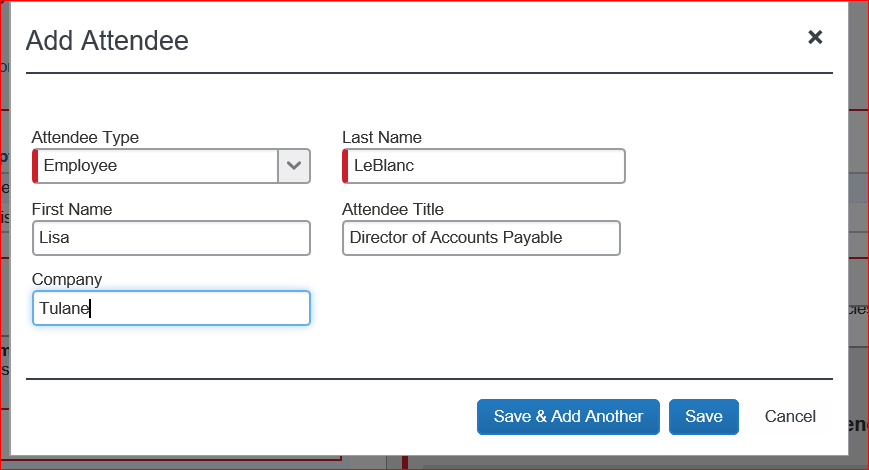 Add Attendee
Attendee Type
Last Name
Employee
LeBlanc
First Name
Attendee Title
Lisa
Director of Accounts Payable
Company
Tulane
Save & Add Another
Save
Cancel